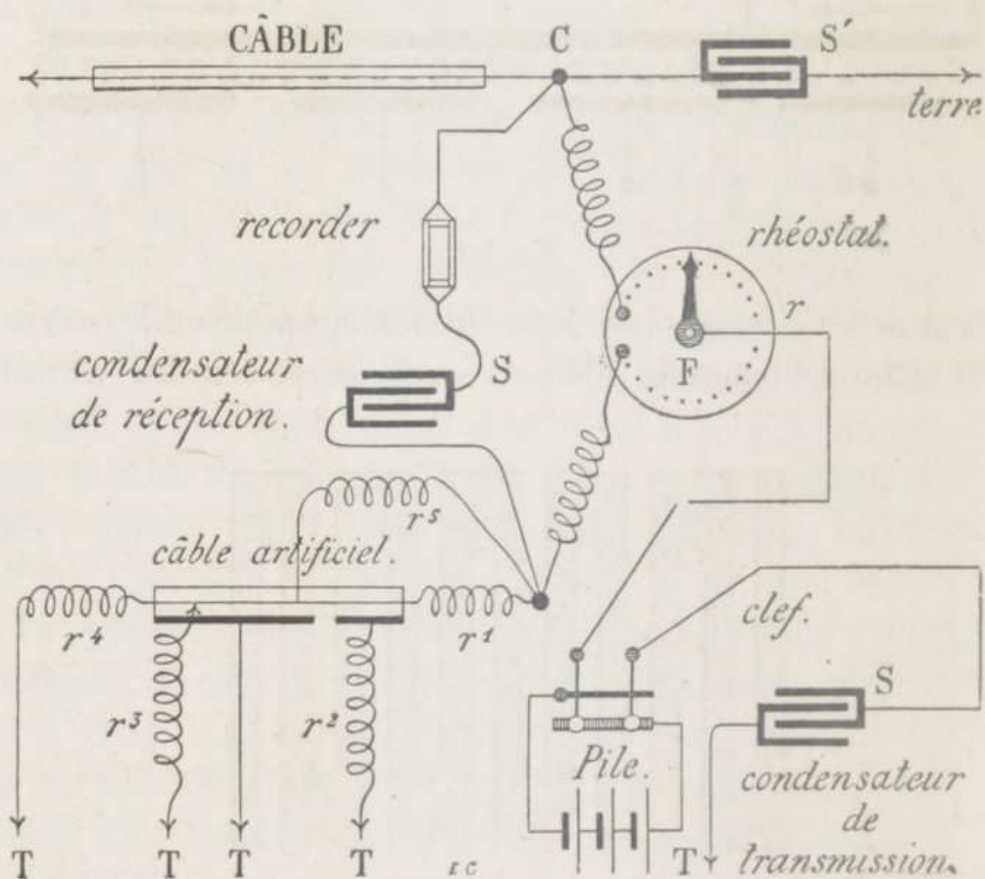 CÂBLE
C
S'
terre.
recorder
rhéostat.
r
F
condensateur
de réception.
S
r⁵
câble artificiel.
r⁴
r¹
clef.
r³
r²
S
Pile.
condensateur
de
transmission.
T
T
T
T
T
E C